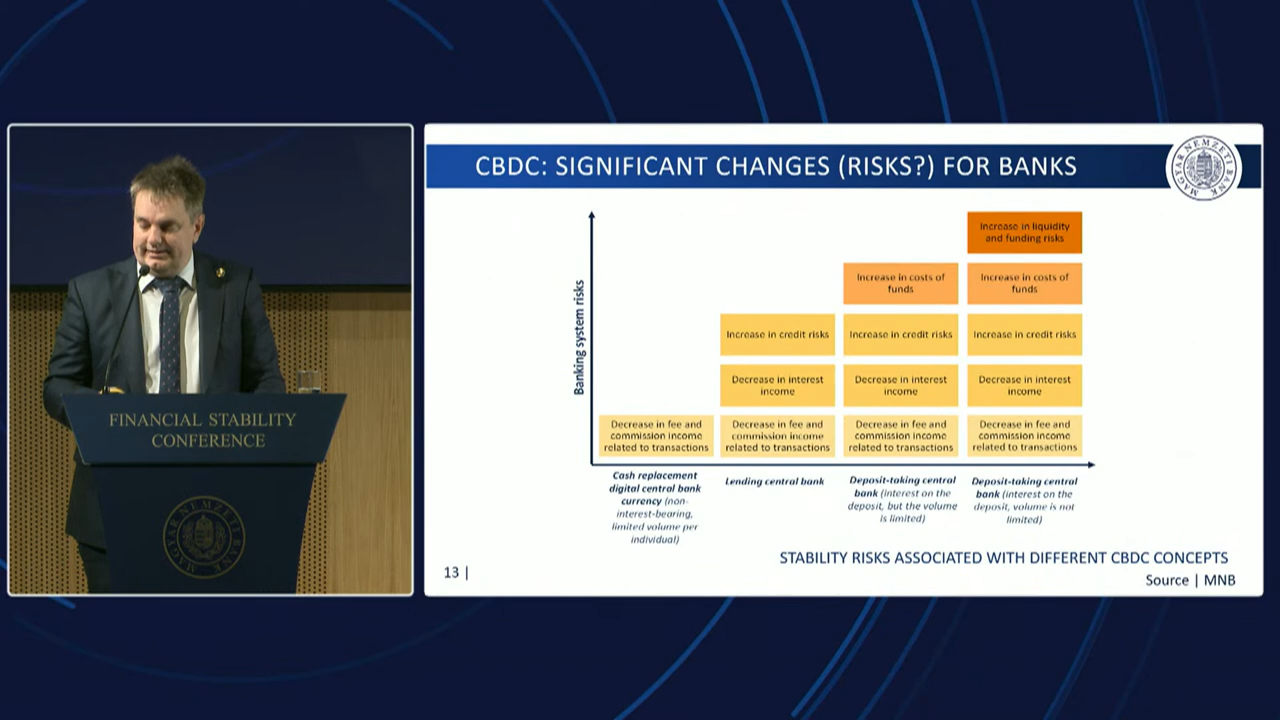 CBDC: SIGNIFICANT CHANGES (RISKS?) FOR BANKS
MAGYAR NEMZETI BANK
Banking system risks
Increase in liquidity
and funding risks
Increase in costs of
funds
Increase in costs of
funds
Increase in credit risks
Increase in credit risks
Increase in credit risks
Decrease in interest
income
Decrease in interest
income
Decrease in interest
income
Decrease in fee and
commission income
related to transactions
Decrease in fee and
commission income
related to transactions
Decrease in fee and
commission income
related to transactions
Decrease in fee and
commission income
related to transactions
Cash replacement
digital central bank
currency (non-
interest-bearing,
limited volume per
individual)
Lending central bank
Deposit-taking central
bank (interest on the
deposit, but the volume
is limited)
Deposit-taking central
bank (interest on the
deposit, volume is not
limited)
STABILITY RISKS ASSOCIATED WITH DIFFERENT CBDC CONCEPTS
13 |
Source | MNB
FINANCIAL STABILITY
CONFERENCE
MAGYAR NEMZETI BANK